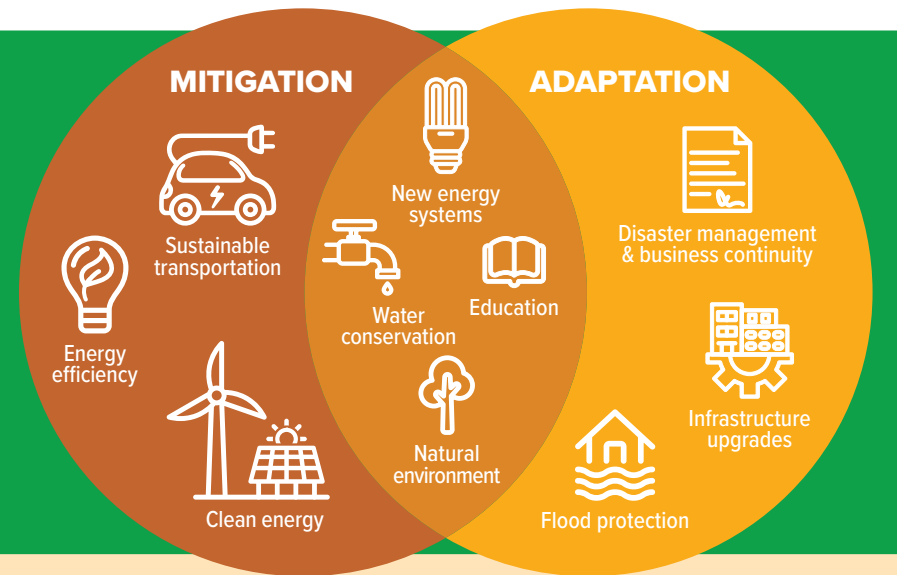 MITIGATION
Sustainable
transportation
Energy
efficiency
Clean energy
New energy
systems
Water
conservation
Education
Natural
environment
ADAPTATION
Disaster management
& business continuity
Infrastructure
upgrades
Flood protection